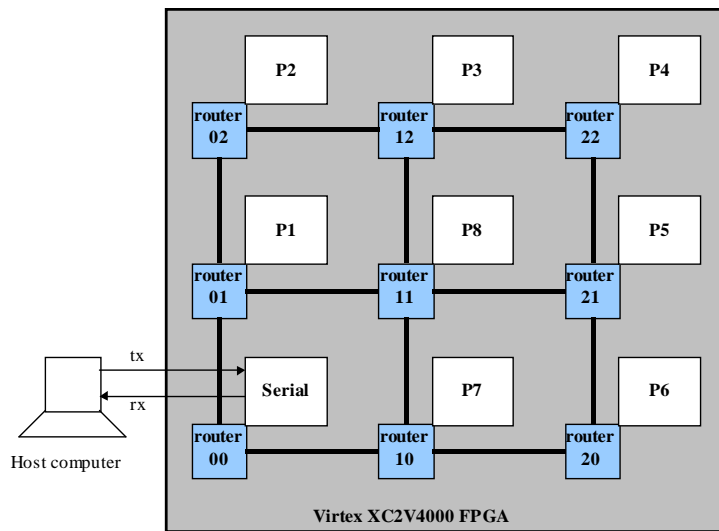 P2
P3
P4
router
02
router
12
router
22
P1
P8
P5
router
01
router
11
router
21
tx
rx
Serial
P7
P6
router
00
router
10
router
20
Host computer
Virtex XC2V4000 FPGA